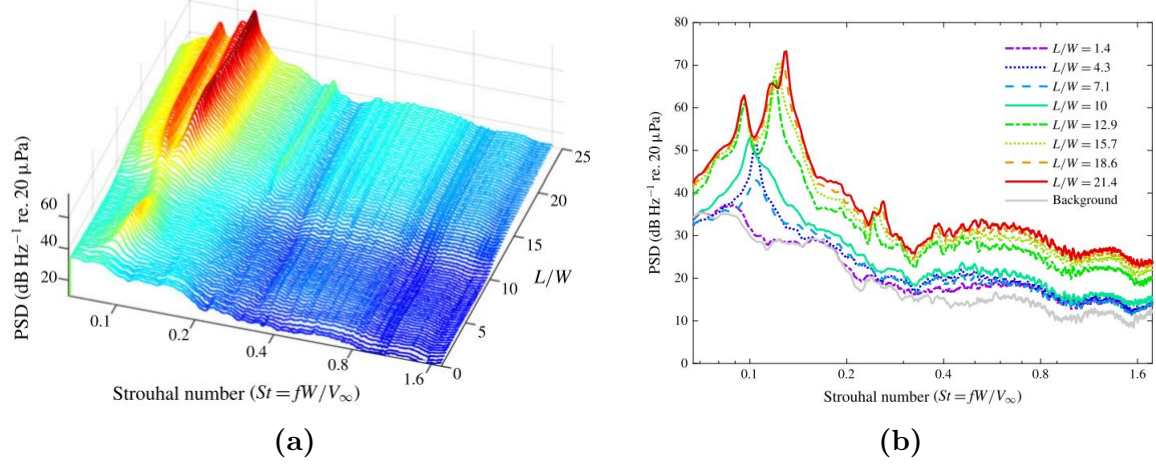 PSD (dB Hz⁻¹ re. 20 μPa)
60
40
20
0.1
0.2
0.4
0.8
1.6
Strouhal number (St = fW/V∞)
0
5
10
15
20
25
L/W
(a)
PSD (dB Hz⁻¹ re. 20 μPa)
80
70
60
50
40
30
20
10
0
0.1
0.2
0.4
0.8
1.6
Strouhal number (St = fW/V∞)
L/W = 1.4
L/W = 4.3
L/W = 7.1
L/W = 10
L/W = 12.9
L/W = 15.7
L/W = 18.6
L/W = 21.4
Background
(b)